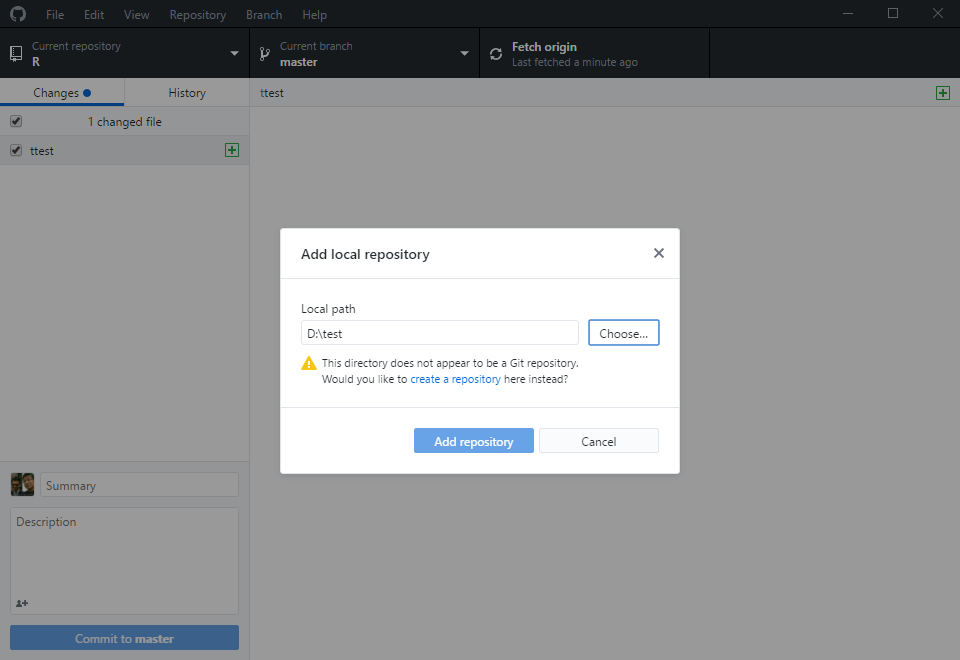 File Edit View Repository Branch Help
Current repository
R
Current branch
master
Fetch origin
Last fetched a minute ago
Changes
History
ttest
1 changed file
ttest
Add local repository
Local path
D:\test
Choose...
This directory does not appear to be a Git repository.
Would you like to create a repository here instead?
Add repository
Cancel
Summary
Description
Commit to master